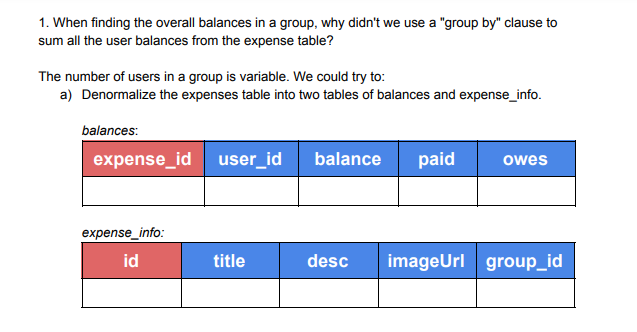 1. When finding the overall balances in a group, why didn't we use a "group by" clause to
sum all the user balances from the expense table?
The number of users in a group is variable. We could try to:
a) Denormalize the expenses table into two tables of balances and expense_info.
balances:
expense_id user_id balance paid owes
expense_info:
id title desc imageUrl group_id